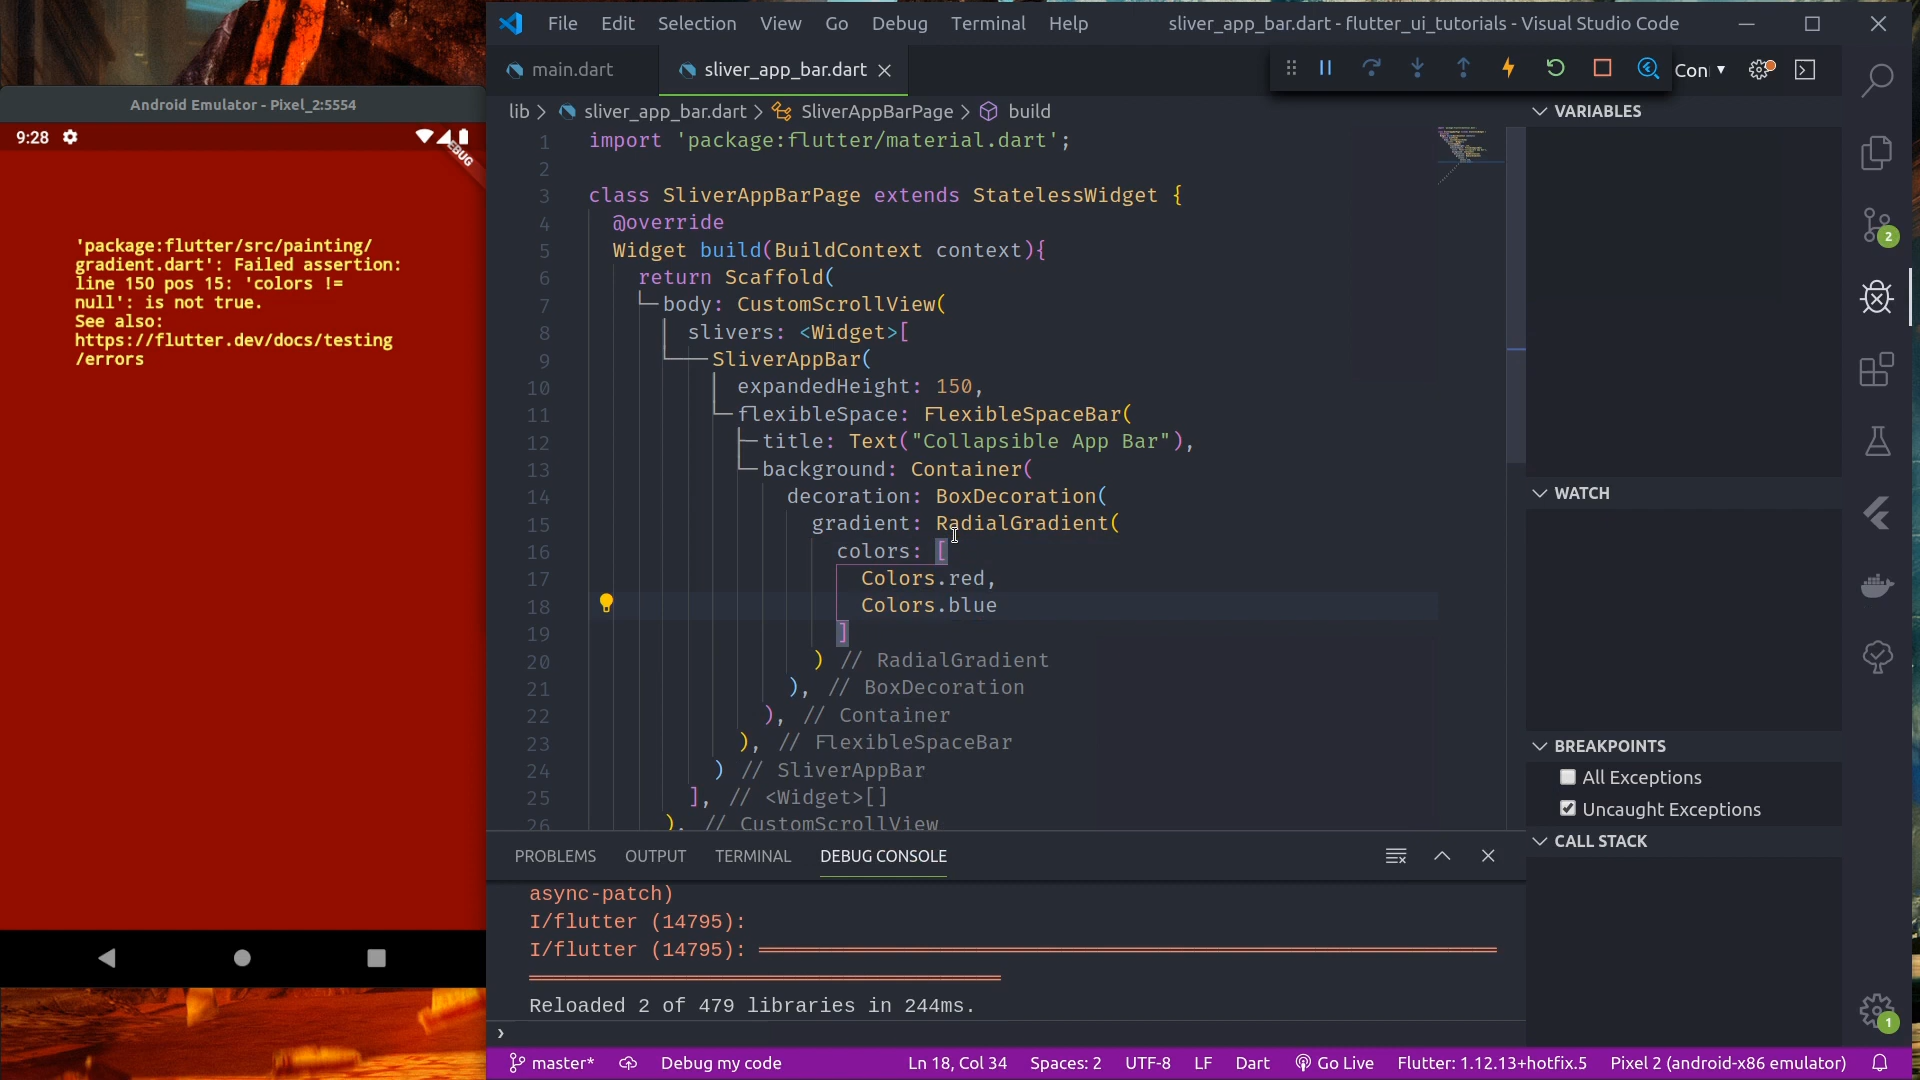 File Edit Selection View Go Debug Terminal Help
sliver_app_bar.dart - flutter_ui_tutorials - Visual Studio Code
main.dart
sliver_app_bar.dart
Con
Android Emulator - Pixel_2:5554
9:28
DEBUG
'package:flutter/src/painting/
gradient.dart': Failed assertion:
line 150 pos 15: 'colors !=
null': is not true.
See also:
https://flutter.dev/docs/testing
/errors
lib > sliver_app_bar.dart > SliverAppBarPage > build
1 import 'package:flutter/material.dart';
2
3 class SliverAppBarPage extends StatelessWidget {
4 @override
5 Widget build(BuildContext context){
6 return Scaffold(
7 body: CustomScrollView(
8 slivers: <Widget>[
9 SliverAppBar(
10 expandedHeight: 150,
11 flexibleSpace: FlexibleSpaceBar(
12 title: Text("Collapsible App Bar"),
13 background: Container(
14 decoration: BoxDecoration(
15 gradient: RadialGradient(
16 colors: [
17 Colors.red,
18 Colors.blue
19 ]
20 ) // RadialGradient
21 ), // BoxDecoration
22 ), // Container
23 ), // FlexibleSpaceBar
24 ) // SliverAppBar
25 ], // <Widget>[]
26 ), // CustomScrollView
VARIABLES
WATCH
BREAKPOINTS
All Exceptions
Uncaught Exceptions
CALL STACK
2
1
PROBLEMS OUTPUT TERMINAL DEBUG CONSOLE
async-patch)
I/flutter (14795):
I/flutter (14795): ════════════════════════════════════════════════════════════
══════════════════════════════════════
Reloaded 2 of 479 libraries in 244ms.
>
master* Debug my code Ln 18, Col 34 Spaces: 2 UTF-8 LF Dart Go Live Flutter: 1.12.13+hotfix.5 Pixel 2 (android-x86 emulator)